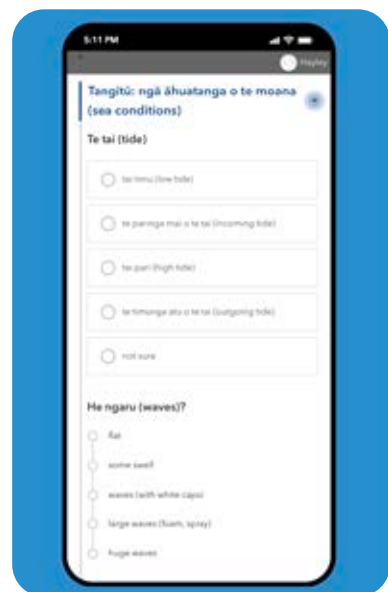 5:11 PM
Hayley
Tangitū: ngā āhuatanga o te moana
(sea conditions)
Te tai (tide)
tai timu (low tide)
te paringa mai o te tai (incoming tide)
tai pari (high tide)
te timunga atu o te tai (outgoing tide)
not sure
He ngaru (waves)?
flat
some swell
waves (with white caps)
large waves (foam, spray)
huge waves